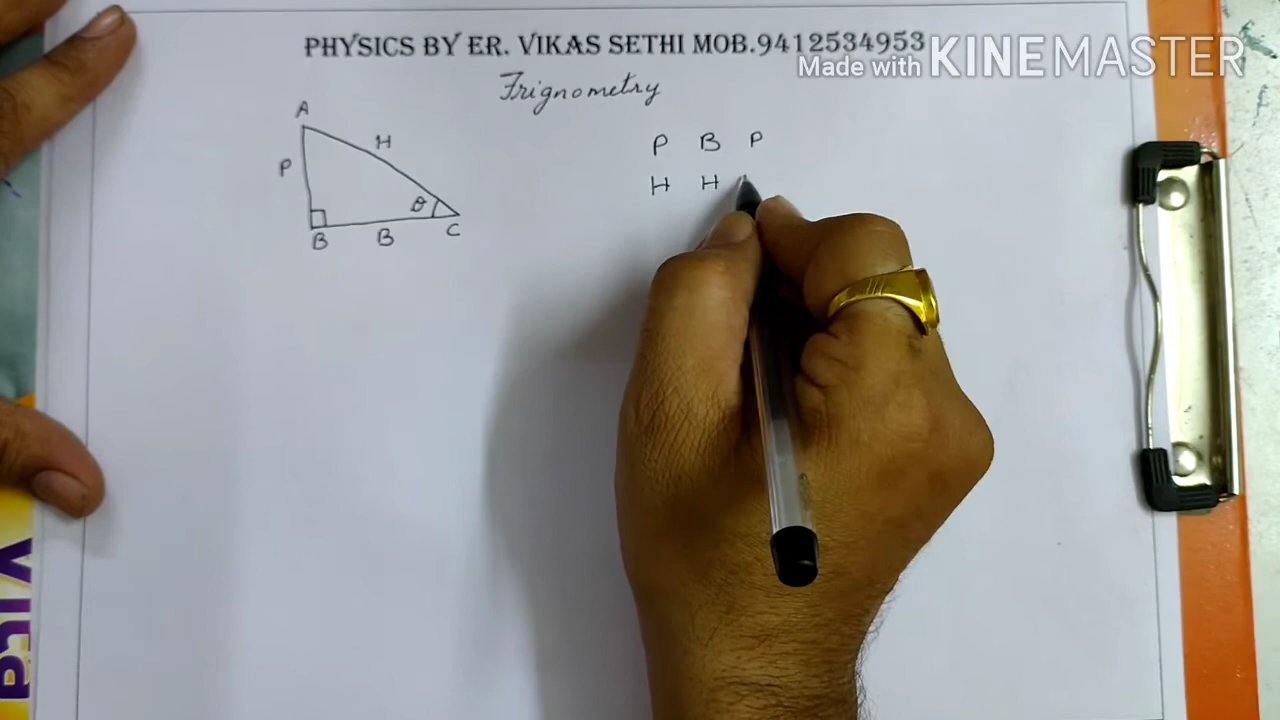 PHYSICS BY ER. VIKAS SETHI MOB.9412534953
Made with KINEMASTER
Trignometry
A
H
P
θ
B B C
P B P
H H